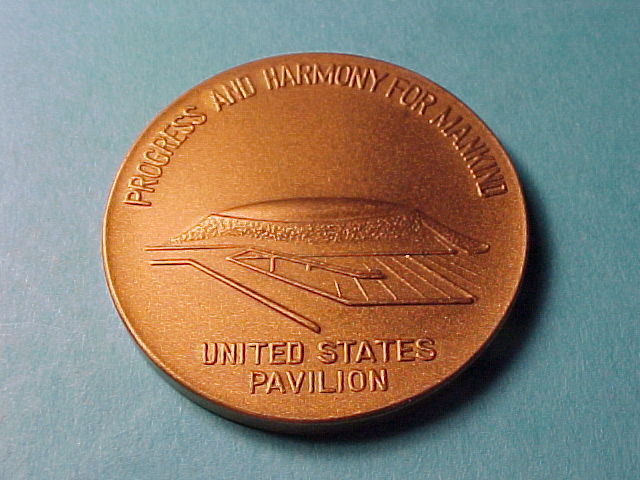 PROGRESS AND HARMONY FOR MANKIND
UNITED STATES
PAVILION